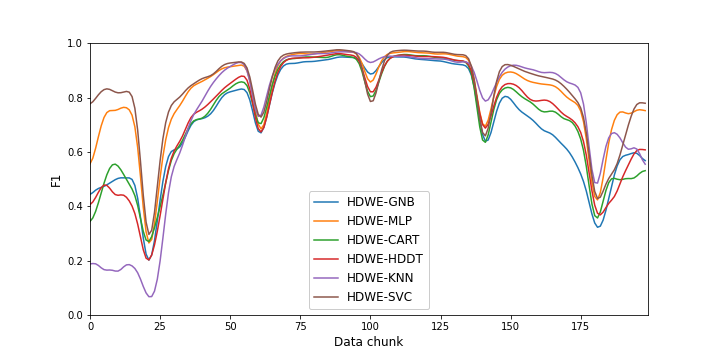 1.0
0.8
0.6
0.4
0.2
0.0
F1
HDWE-GNB
HDWE-MLP
HDWE-CART
HDWE-HDDT
HDWE-KNN
HDWE-SVC
0 25 50 75 100 125 150 175
Data chunk